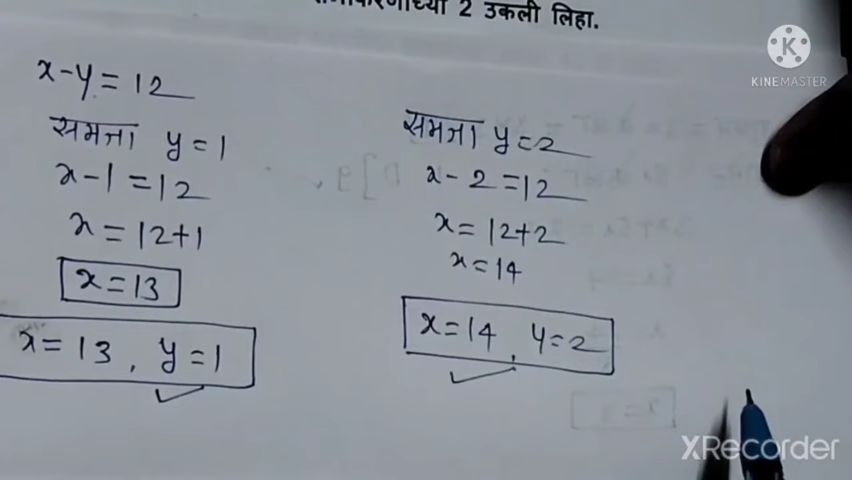 2 उकली लिहा.
K
KINEMASTER
x-y=12
समजा y=1
x-1=12
x=12+1
x=13
x=13, y=1
समजा y=2
x-2=12
x=12+2
x=14
x=14, y=2
XRecorder